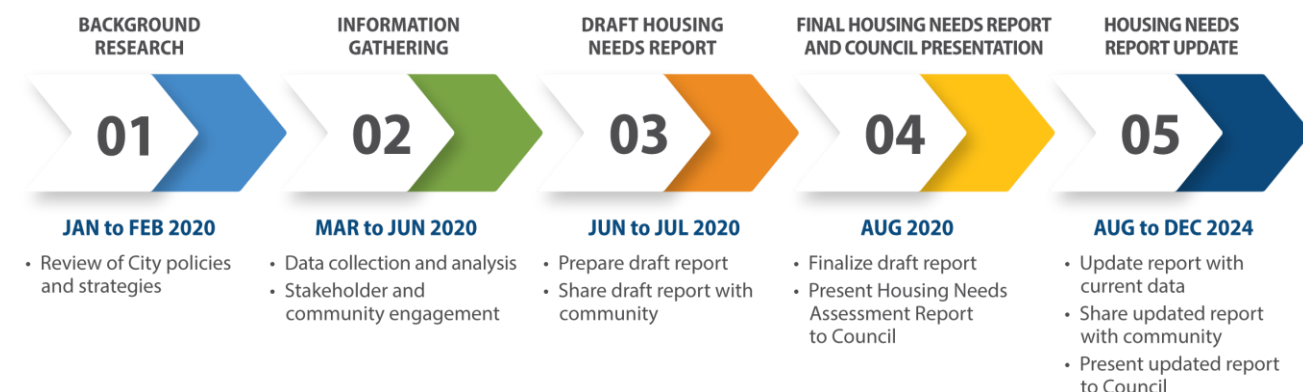 BACKGROUND
RESEARCH
01
JAN to FEB 2020
• Review of City policies
and strategies
INFORMATION
GATHERING
02
MAR to JUN 2020
• Data collection and analysis
• Stakeholder and
community engagement
DRAFT HOUSING
NEEDS REPORT
03
JUN to JUL 2020
• Prepare draft report
• Share draft report with
community
FINAL HOUSING NEEDS REPORT
AND COUNCIL PRESENTATION
04
AUG 2020
• Finalize draft report
• Present Housing Needs
Assessment Report
to Council
HOUSING NEEDS
REPORT UPDATE
05
AUG to DEC 2024
• Update report with
current data
• Share updated report
with community
• Present updated report
to Council